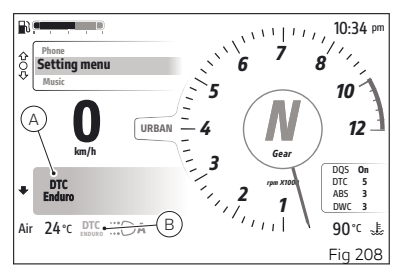 10:34 pm
Phone
Setting menu
Music
A
0
km/h
URBAN
1
2
3
4
5
6
7
8
10
12
N
Gear
rpm X1000
DQS On
DTC 5
ABS 3
DWC 3
DTC
Enduro
Air 24°C
DTC
ENDURO
A
B
90°C
Fig 208